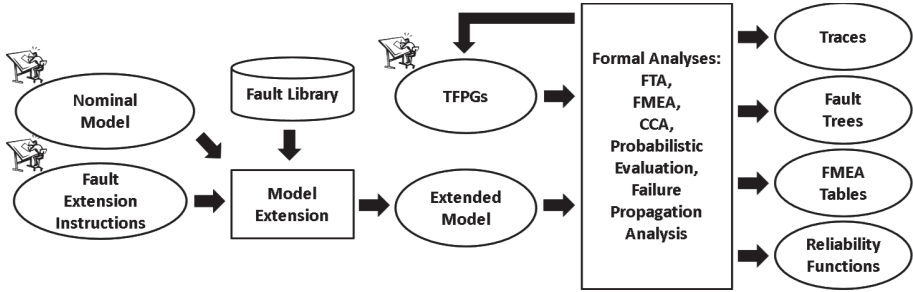 Nominal
Model
Fault
Extension
Instructions
Fault Library
Model
Extension
TFPGs
Extended
Model
Formal Analyses:
FTA,
FMEA,
CCA,
Probabilistic
Evaluation,
Failure
Propagation
Analysis
Traces
Fault
Trees
FMEA
Tables
Reliability
Functions